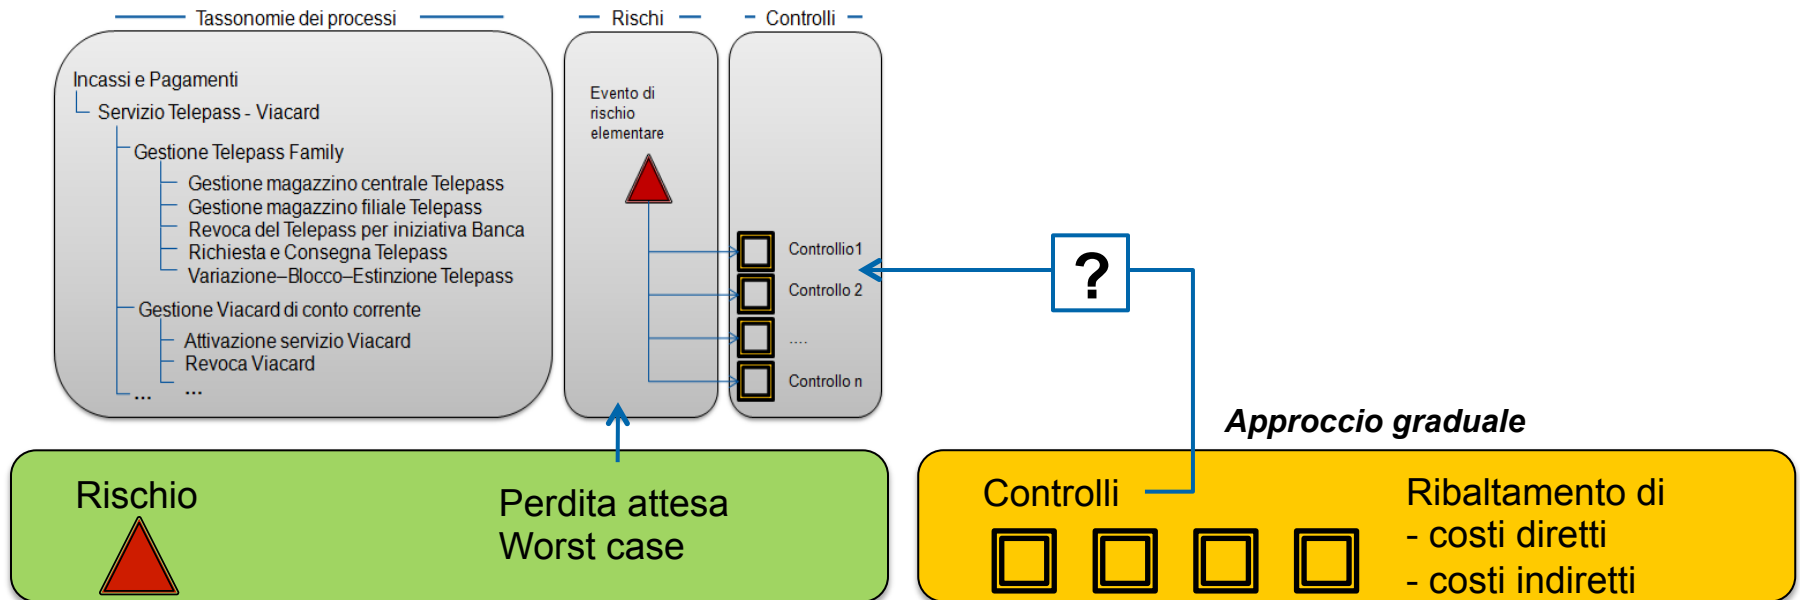 Tassonomie dei processi
Rischi
Controlli
Incassi e Pagamenti
Servizio Telepass - Viacard
Gestione Telepass Family
Gestione magazzino centrale Telepass
Gestione magazzino filiale Telepass
Revoca del Telepass per iniziativa Banca
Richiesta e Consegna Telepass
Variazione–Blocco–Estinzione Telepass
Gestione Viacard di conto corrente
Attivazione servizio Viacard
Revoca Viacard
...
...
Evento di
rischio
elementare
Controllio1
Controllo 2
....
Controllo n
?
Approccio graduale
Rischio
Perdita attesa
Worst case
Controlli
Ribaltamento di
- costi diretti
- costi indiretti